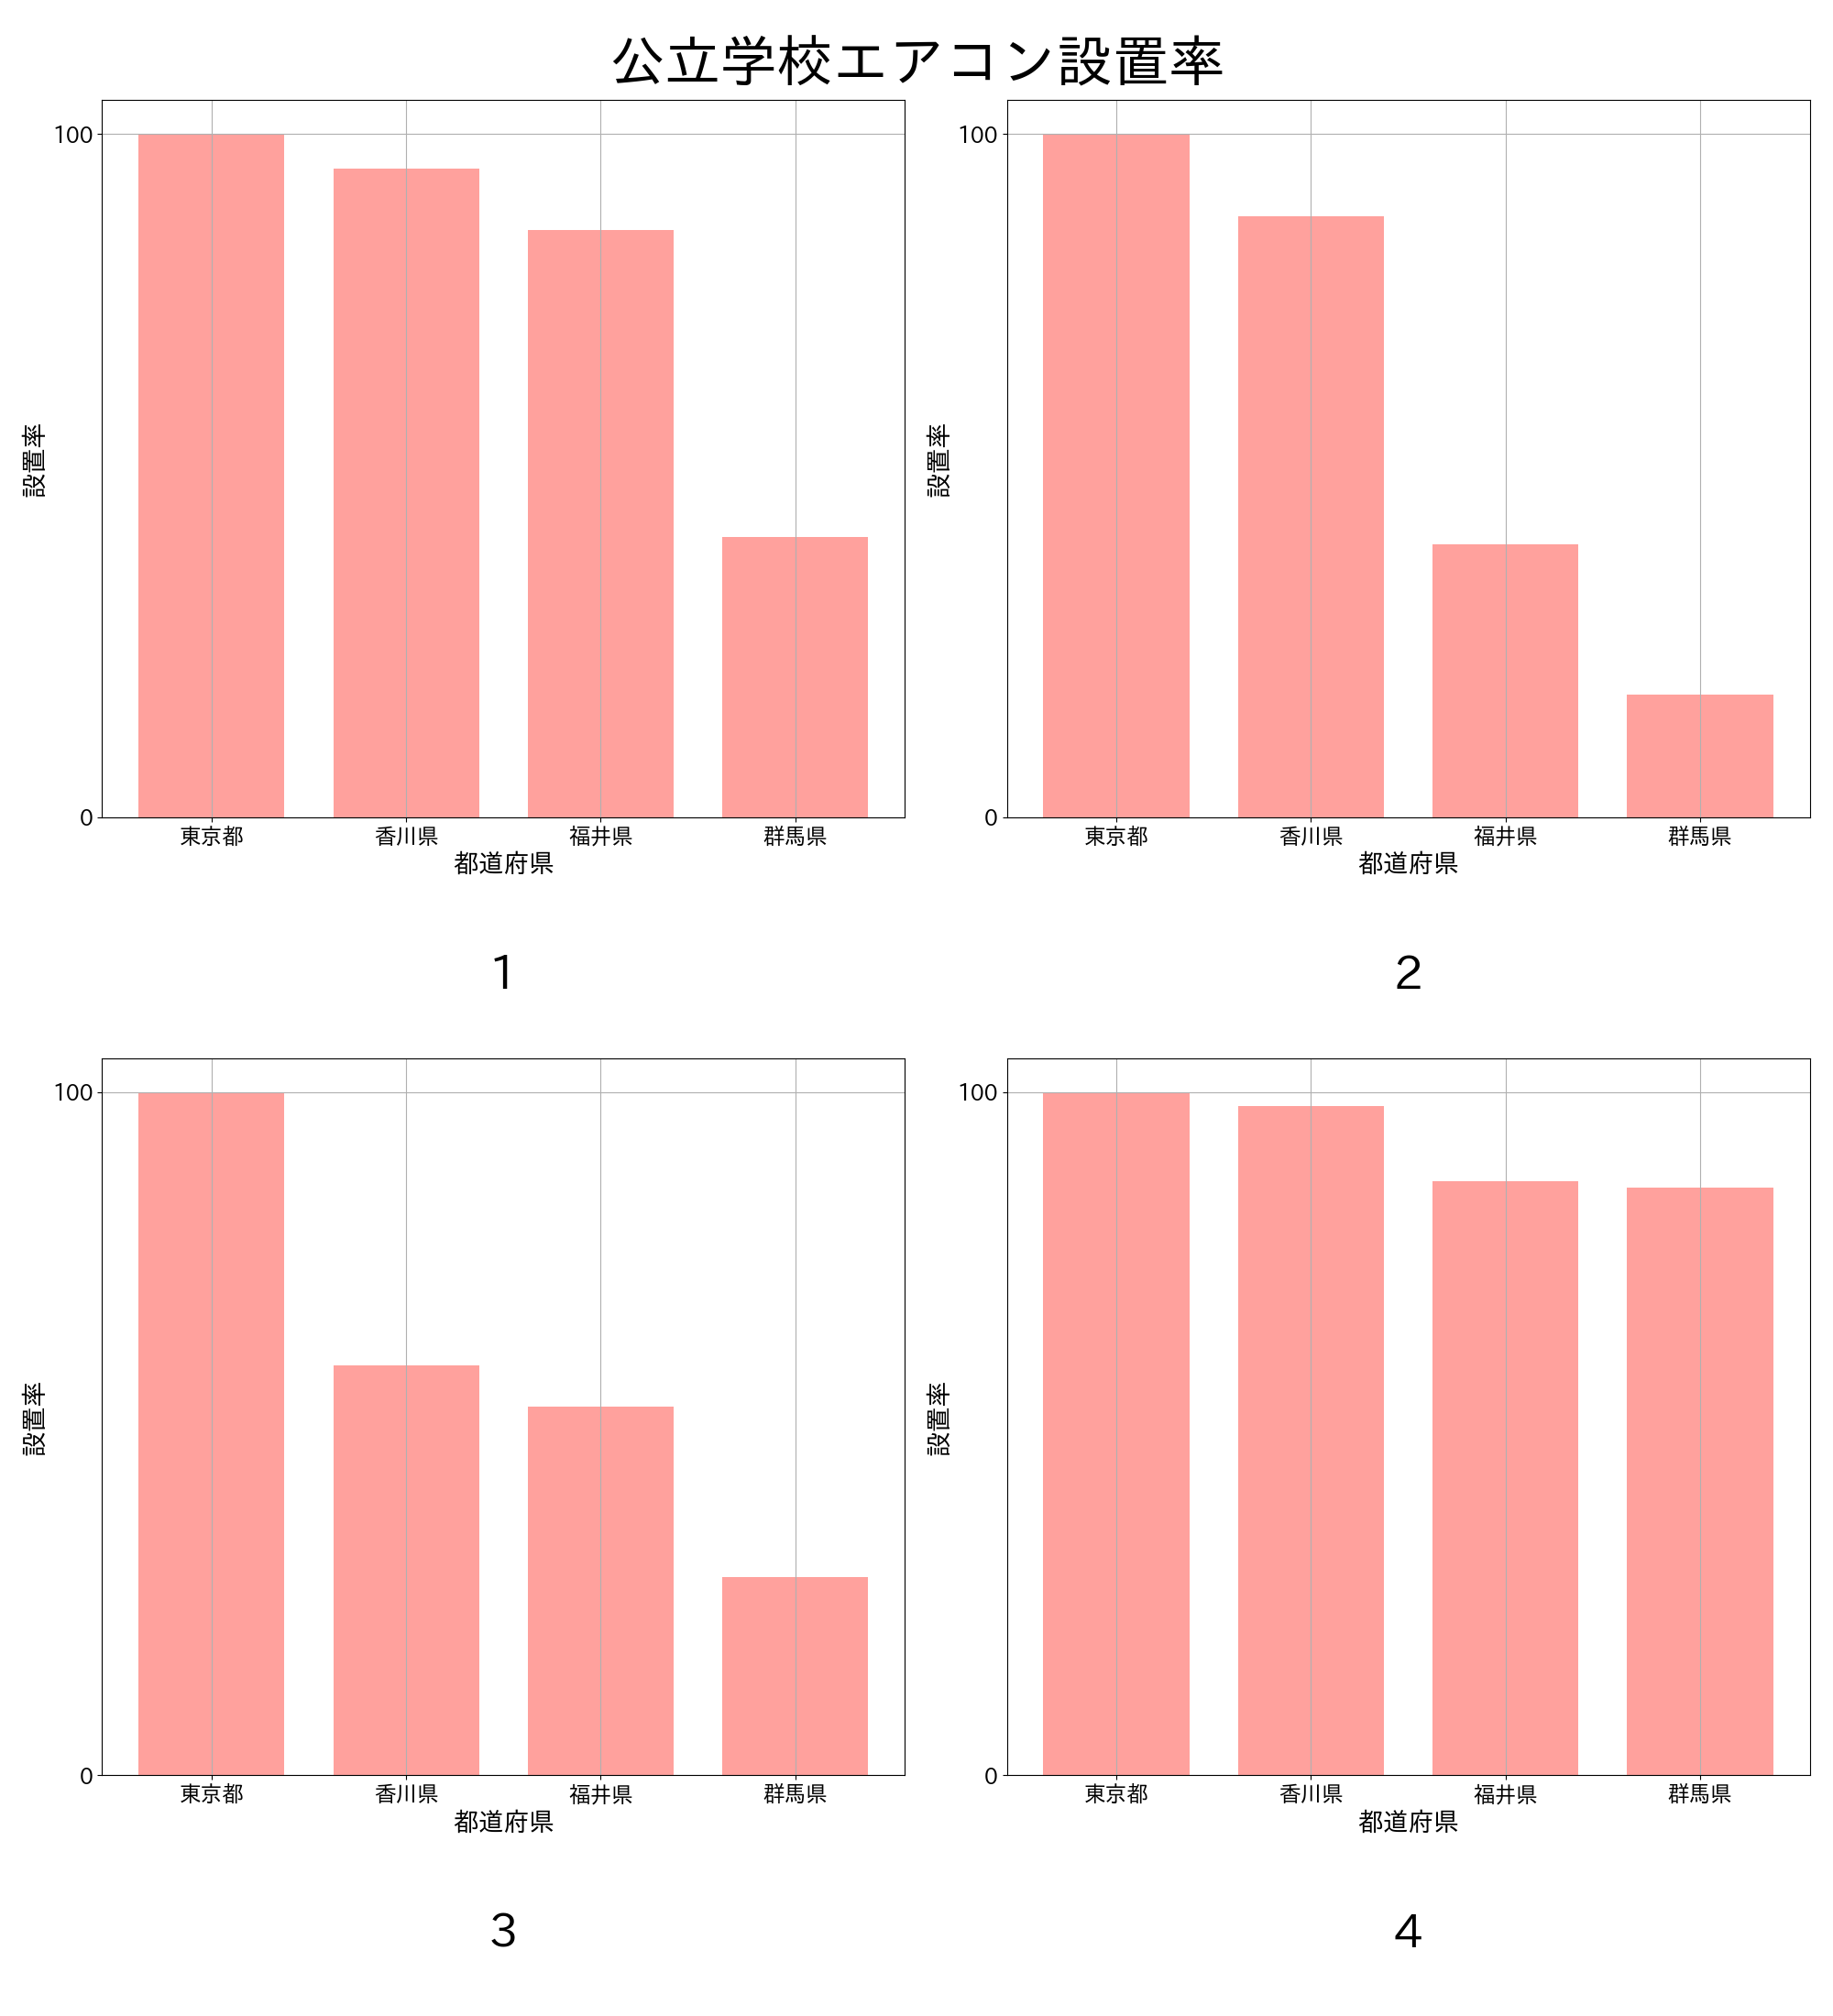 公立学校エアコン設置率
100
0
設置率
東京都 香川県 福井県 群馬県
都道府県
1
100
0
設置率
東京都 香川県 福井県 群馬県
都道府県
2
100
0
設置率
東京都 香川県 福井県 群馬県
都道府県
3
100
0
設置率
東京都 香川県 福井県 群馬県
都道府県
4